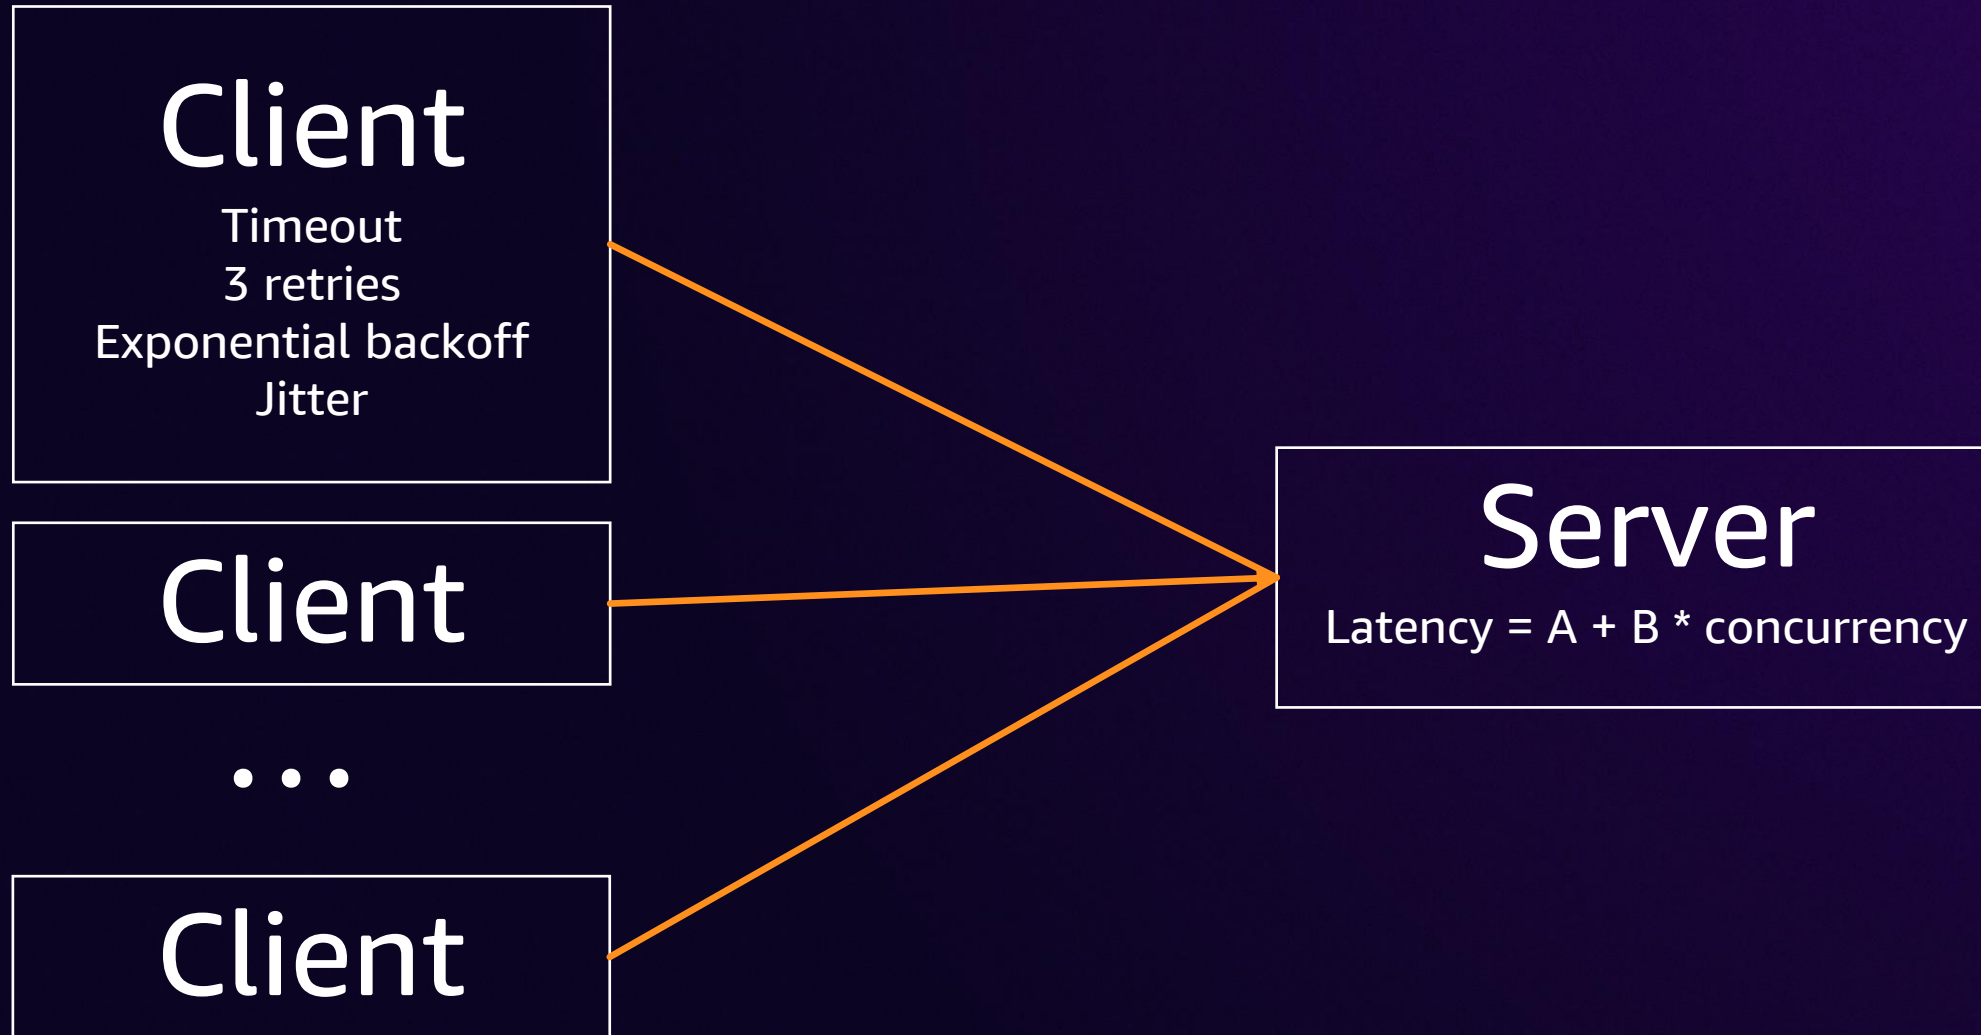 Client
Timeout
3 retries
Exponential backoff
Jitter
Client
...
Client
Server
Latency = A + B * concurrency